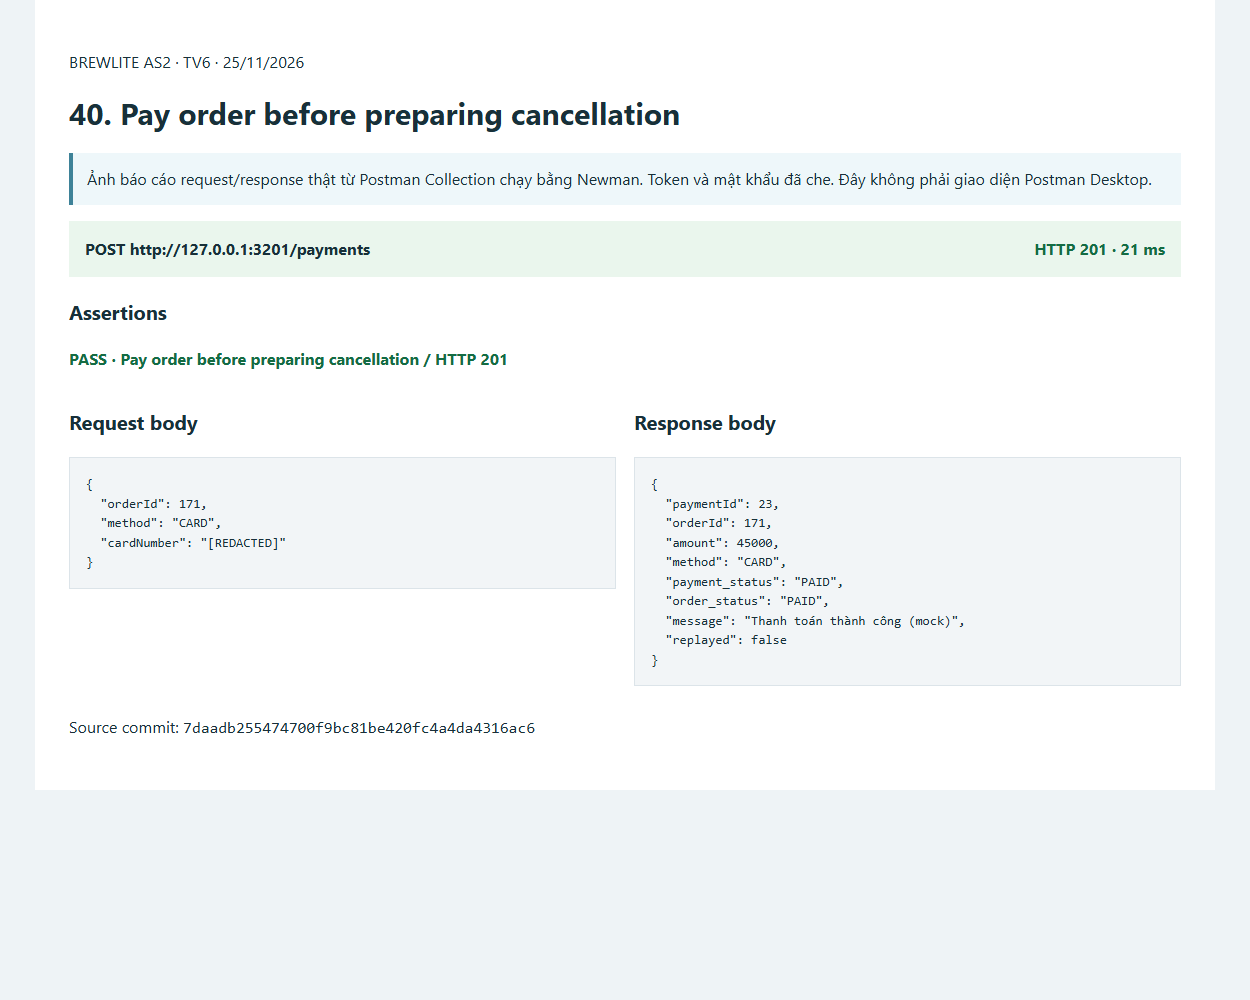 BREWLITE AS2 · TV6 · 25/11/2026
40. Pay order before preparing cancellation
Ảnh báo cáo request/response thật từ Postman Collection chạy bằng Newman. Token và mật khẩu đã che. Đây không phải giao diện Postman Desktop.
POST http://127.0.0.1:3201/payments
HTTP 201 · 21 ms
Assertions
PASS · Pay order before preparing cancellation / HTTP 201
Request body
{
  "orderId": 171,
  "method": "CARD",
  "cardNumber": "[REDACTED]"
}
Response body
{
  "paymentId": 23,
  "orderId": 171,
  "amount": 45000,
  "method": "CARD",
  "payment_status": "PAID",
  "order_status": "PAID",
  "message": "Thanh toán thành công (mock)",
  "replayed": false
}
Source commit: 7daadb255474700f9bc81be420fc4a4da4316ac6